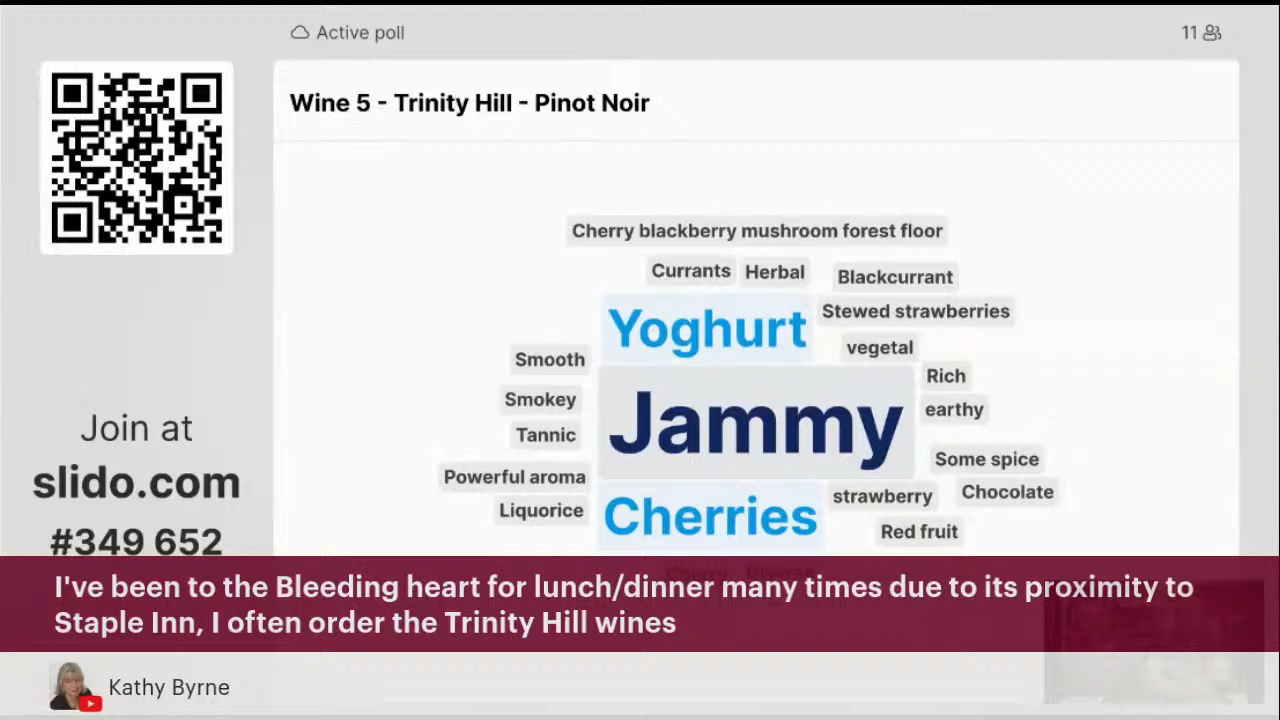 Active poll
11
Wine 5 - Trinity Hill - Pinot Noir
Cherry blackberry mushroom forest floor
Currants
Herbal
Blackcurrant
Yoghurt
Stewed strawberries
vegetal
Smooth
Rich
Smokey
Jammy
earthy
Tannic
Some spice
Powerful aroma
strawberry
Chocolate
Liquorice
Cherries
Red fruit
Join at
slido.com
#349 652
I've been to the Bleeding heart for lunch/dinner many times due to its proximity to
Staple Inn, I often order the Trinity Hill wines
Kathy Byrne